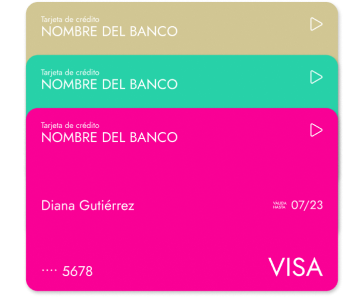 Tarjeta de crédito
NOMBRE DEL BANCO
Tarjeta de crédito
NOMBRE DEL BANCO
Tarjeta de crédito
NOMBRE DEL BANCO
Diana Gutiérrez
VÁLIDA
HASTA
07/23
.... 5678
VISA